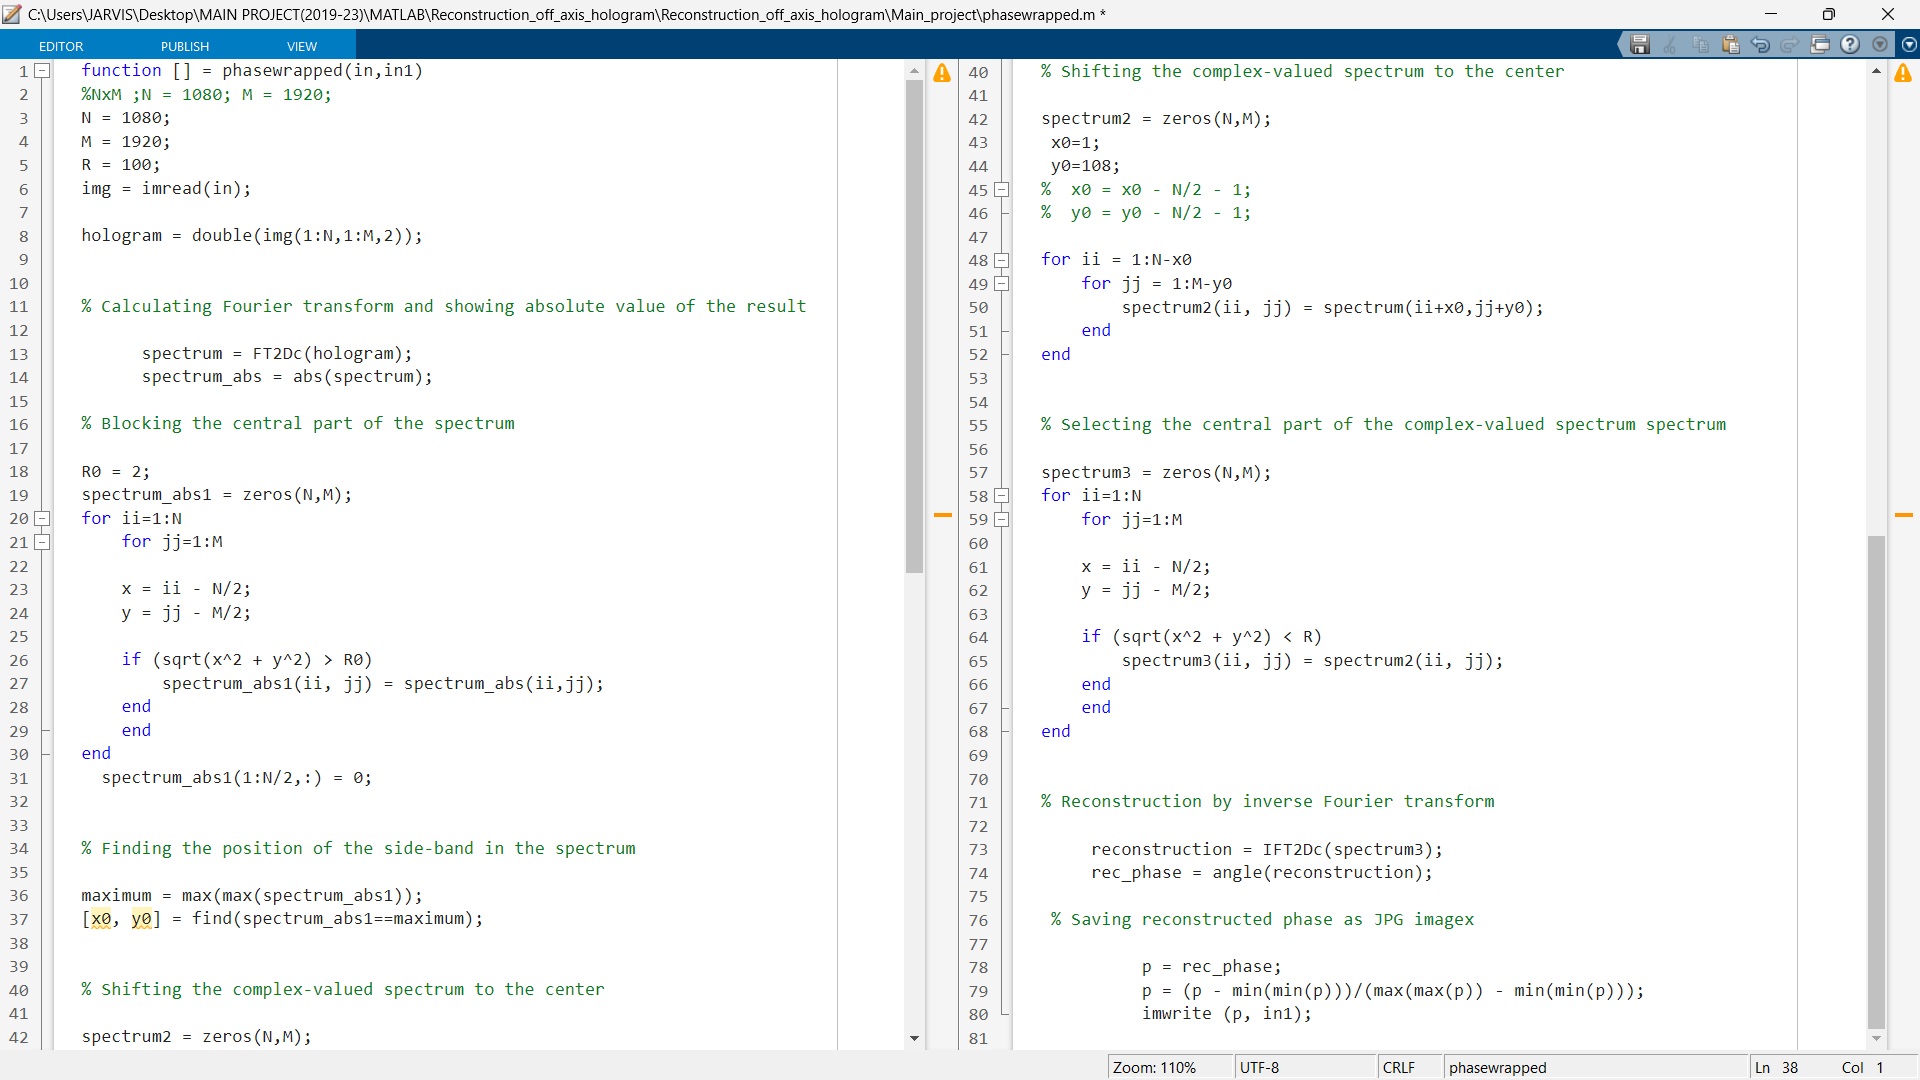 C:\Users\JARVIS\Desktop\MAIN PROJECT(2019-23)\MATLAB\Reconstruction_off_axis_hologram\Reconstruction_off_axis_hologram\Main_project\phasewrapped.m *
EDITOR PUBLISH VIEW
1 function [] = phasewrapped(in,in1)
2 %NxM ;N = 1080; M = 1920;
3 N = 1080;
4 M = 1920;
5 R = 100;
6 img = imread(in);
7
8 hologram = double(img(1:N,1:M,2));
9
10
11 % Calculating Fourier transform and showing absolute value of the result
12
13 spectrum = FT2Dc(hologram);
14 spectrum_abs = abs(spectrum);
15
16 % Blocking the central part of the spectrum
17
18 R0 = 2;
19 spectrum_abs1 = zeros(N,M);
20 for ii=1:N
21 for jj=1:M
22
23 x = ii - N/2;
24 y = jj - M/2;
25
26 if (sqrt(x^2 + y^2) > R0)
27 spectrum_abs1(ii, jj) = spectrum_abs(ii,jj);
28 end
29 end
30 end
31 spectrum_abs1(1:N/2,:) = 0;
32
33
34 % Finding the position of the side-band in the spectrum
35
36 maximum = max(max(spectrum_abs1));
37 [x0, y0] = find(spectrum_abs1==maximum);
38
39
40 % Shifting the complex-valued spectrum to the center
41
42 spectrum2 = zeros(N,M);
40 % Shifting the complex-valued spectrum to the center
41
42 spectrum2 = zeros(N,M);
43 x0=1;
44 y0=108;
45 % x0 = x0 - N/2 - 1;
46 % y0 = y0 - N/2 - 1;
47
48 for ii = 1:N-x0
49 for jj = 1:M-y0
50 spectrum2(ii, jj) = spectrum(ii+x0,jj+y0);
51 end
52 end
53
54
55 % Selecting the central part of the complex-valued spectrum spectrum
56
57 spectrum3 = zeros(N,M);
58 for ii=1:N
59 for jj=1:M
60
61 x = ii - N/2;
62 y = jj - M/2;
63
64 if (sqrt(x^2 + y^2) < R)
65 spectrum3(ii, jj) = spectrum2(ii, jj);
66 end
67 end
68 end
69
70
71 % Reconstruction by inverse Fourier transform
72
73 reconstruction = IFT2Dc(spectrum3);
74 rec_phase = angle(reconstruction);
75
76 % Saving reconstructed phase as JPG imagex
77
78 p = rec_phase;
79 p = (p - min(min(p)))/(max(max(p)) - min(min(p)));
80 imwrite (p, in1);
81
Zoom: 110% UTF-8 CRLF phasewrapped Ln 38 Col 1